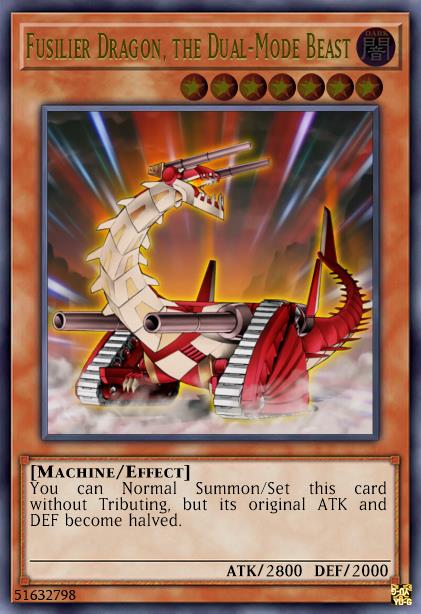 Fusilier Dragon, the Dual-Mode Beast
DARK
闇
[Machine/Effect]
You can Normal Summon/Set this card
without Tributing, but its original ATK and
DEF become halved.
ATK/2800 DEF/2000
51632798